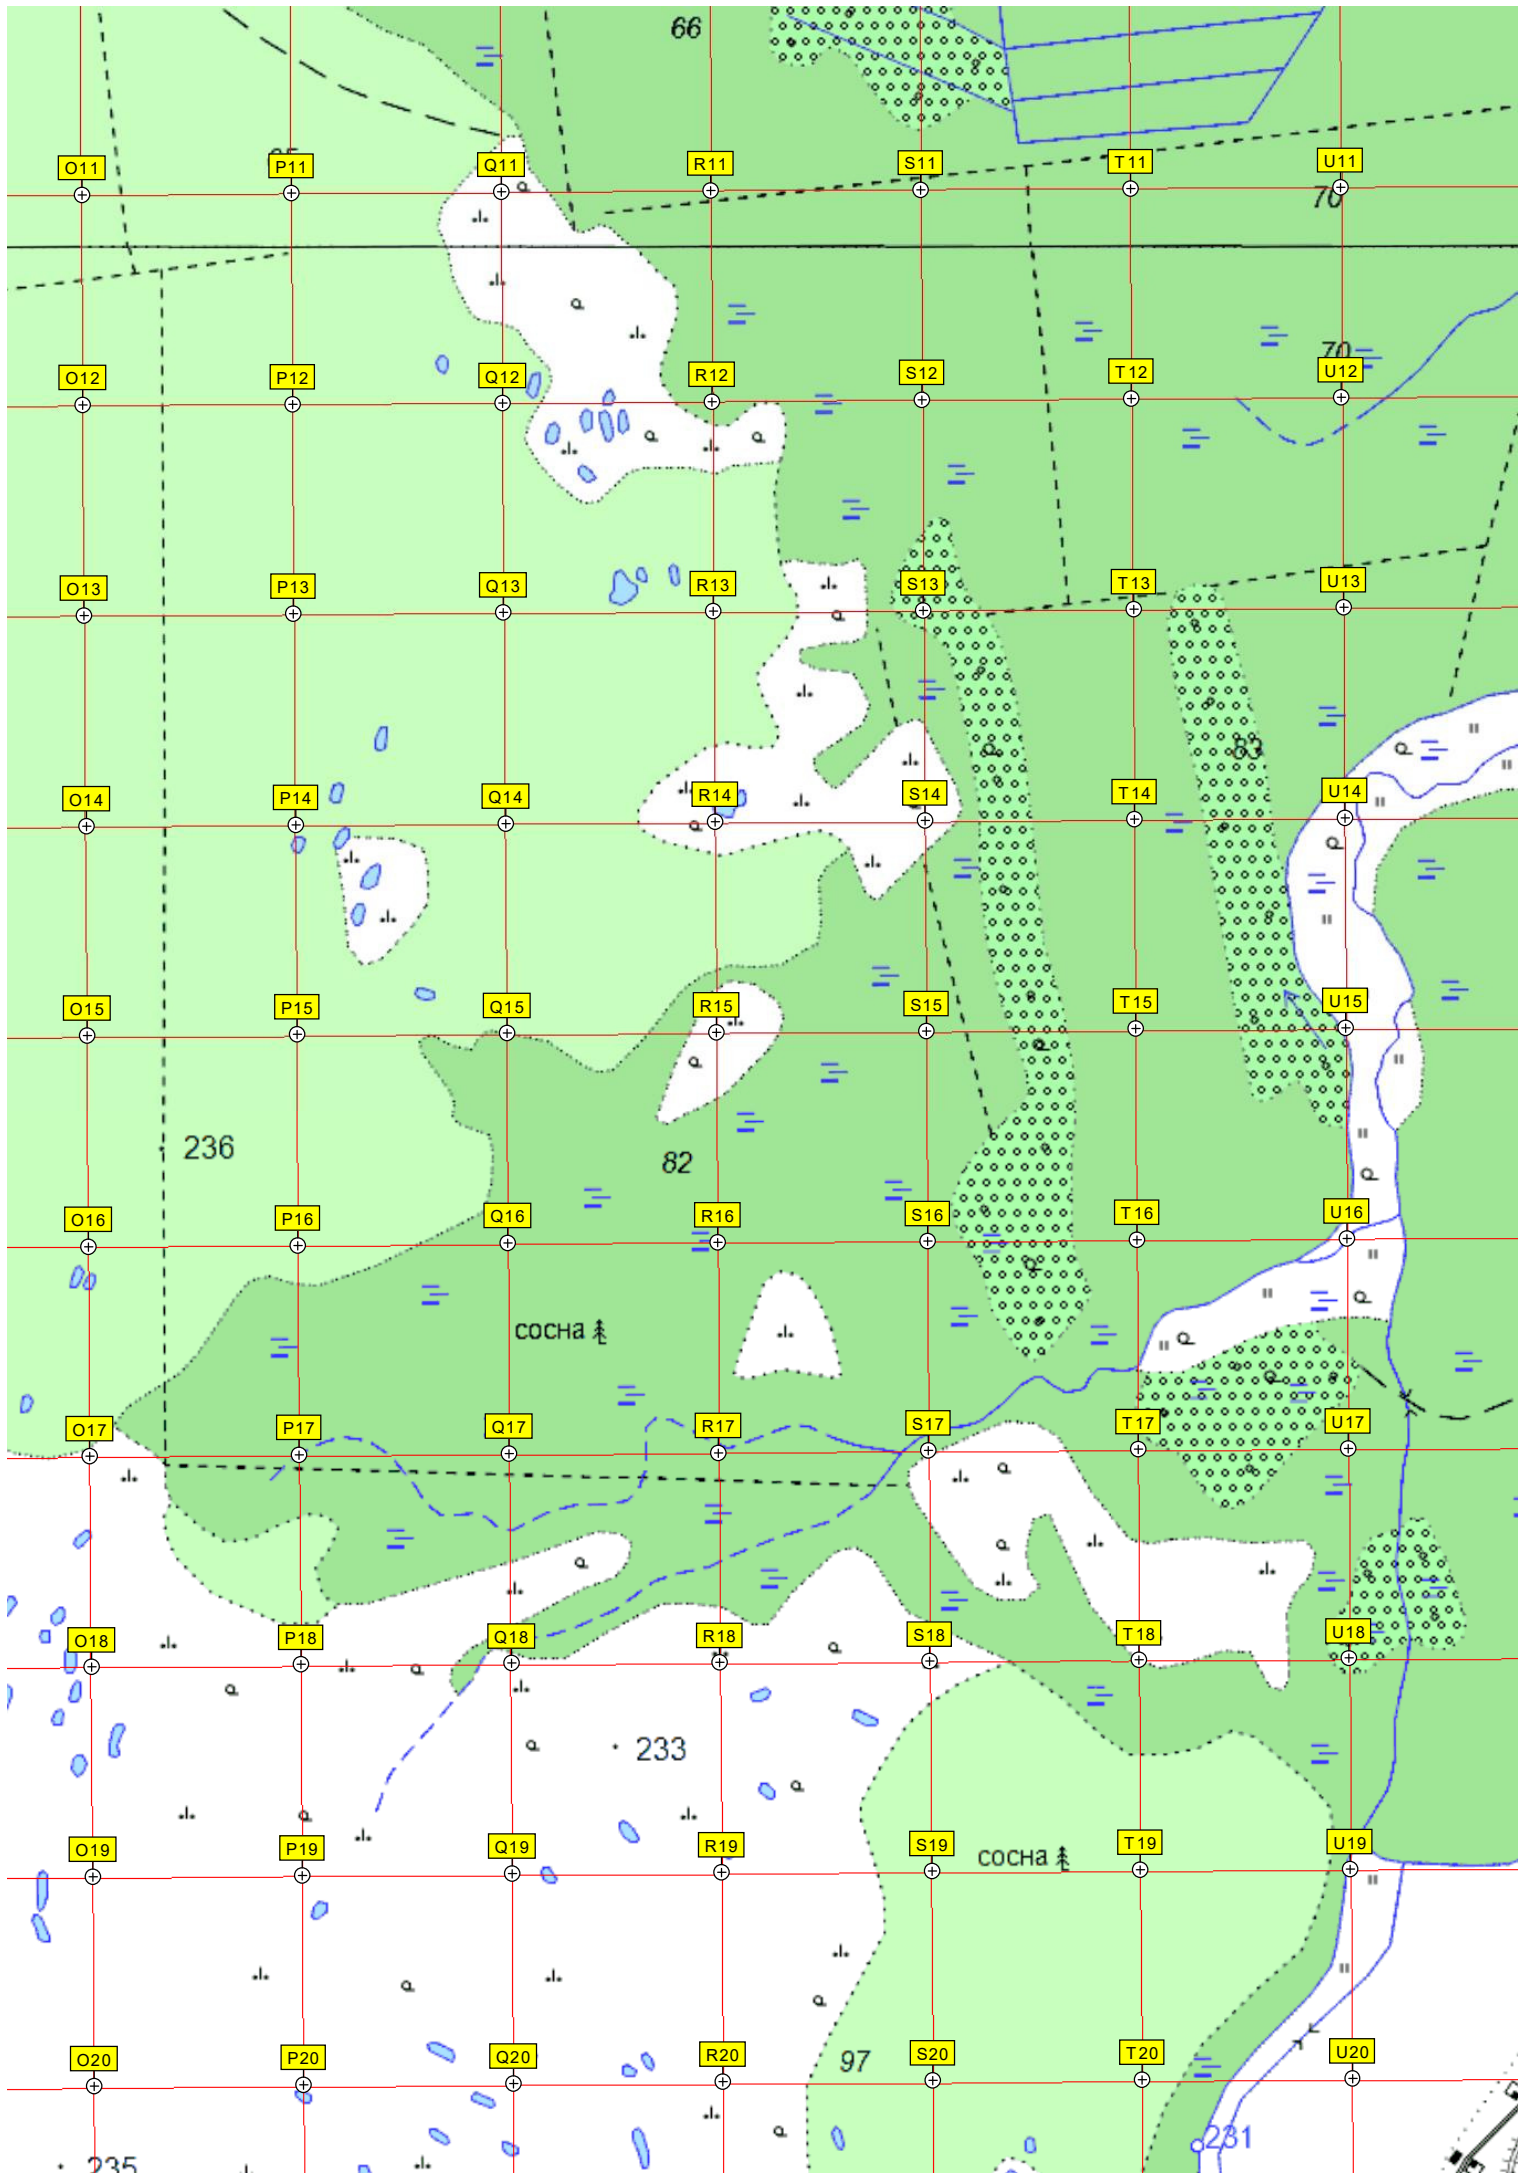 66
O11 P11 Q11 R11 S11 T11 U11
70
70
O12 P12 Q12 R12 S12 T12 U12
O13 P13 Q13 R13 S13 T13 U13
83
O14 P14 Q14 R14 S14 T14 U14
O15 P15 Q15 R15 S15 T15 U15
236
82
O16 P16 Q16 R16 S16 T16 U16
сосна
O17 P17 Q17 R17 S17 T17 U17
O18 P18 Q18 R18 S18 T18 U18
233
O19 P19 Q19 R19 S19 T19 U19
сосна
97
O20 P20 Q20 R20 S20 T20 U20
231
235